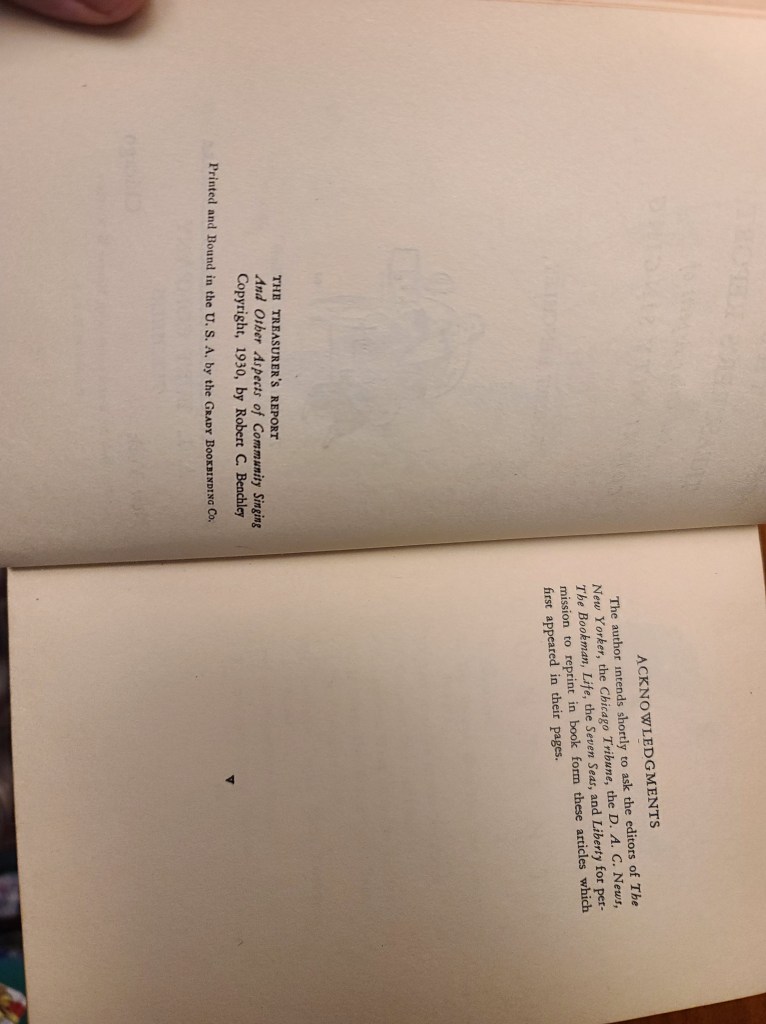 THE TREASURER'S REPORT
And Other Aspects of Community Singing
Copyright, 1930, by Robert C. Benchley
Printed and Bound in the U. S. A. by the GRADY BOOKBINDING CO.
ACKNOWLEDGMENTS
The author intends shortly to ask the editors of The
New Yorker, the Chicago Tribune, the D. A. C. News,
The Bookman, Life, the Seven Seas, and Liberty for per-
mission to reprint in book form these articles which
first appeared in their pages.